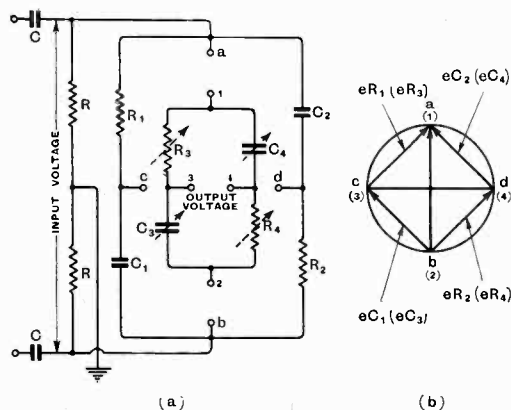 C
a
R
R₁
1
C₂
R₃
C₄
INPUT VOLTAGE
c
3
OUTPUT
VOLTAGE
4
d
C₃
R₄
R
C₁
2
R₂
b
C
(a)
eR₁ (eR₃)
eC₂ (eC₄)
a
(1)
c
(3)
d
(4)
b
(2)
eC₁ (eC₃)
eR₂ (eR₄)
(b)